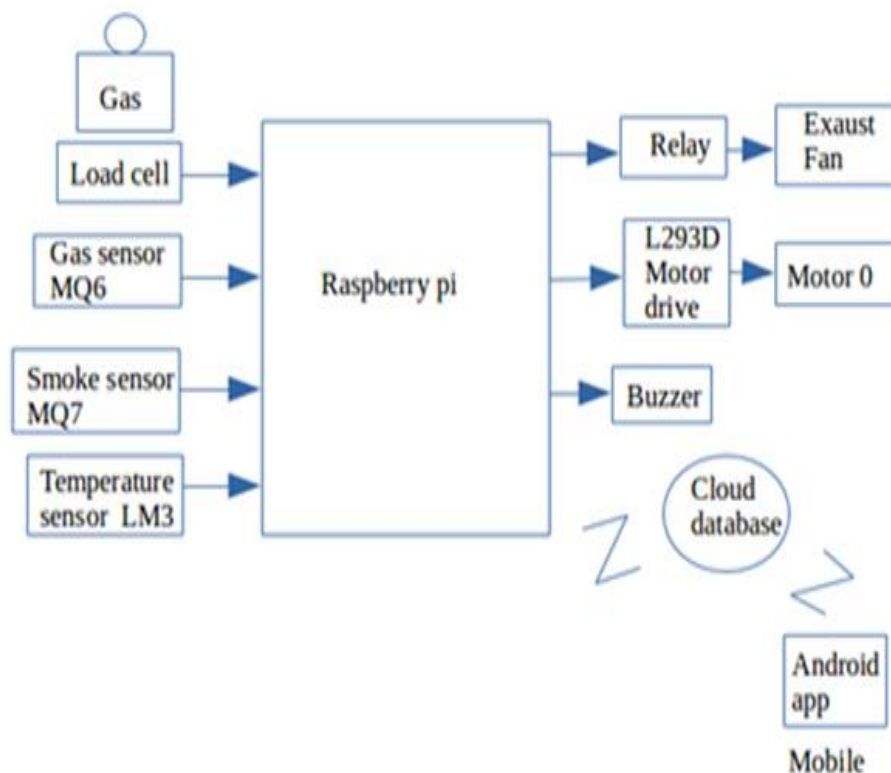 Gas
Load cell
Gas sensor
MQ6
Smoke sensor
MQ7
Temperature
sensor LM3
Raspberry pi
Relay
Exaust
Fan
L293D
Motor
drive
Motor 0
Buzzer
Cloud
database
Android
app
Mobile